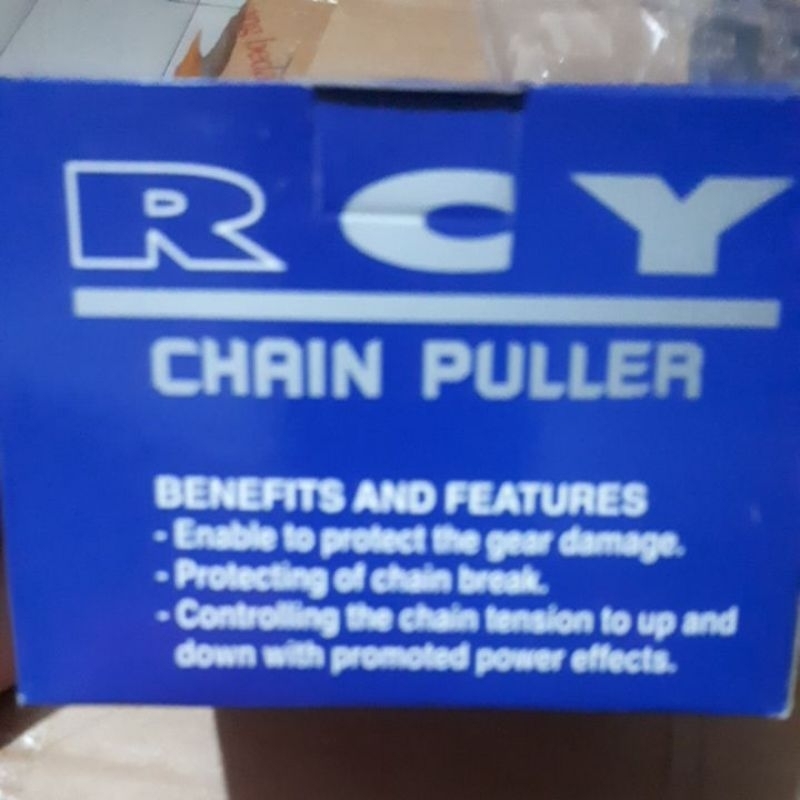 RCY
CHAIN PULLER
BENEFITS AND FEATURES
- Enable to protect the gear damage.
- Protecting of chain break.
- Controlling the chain tension to up and
down with promoted power effects.